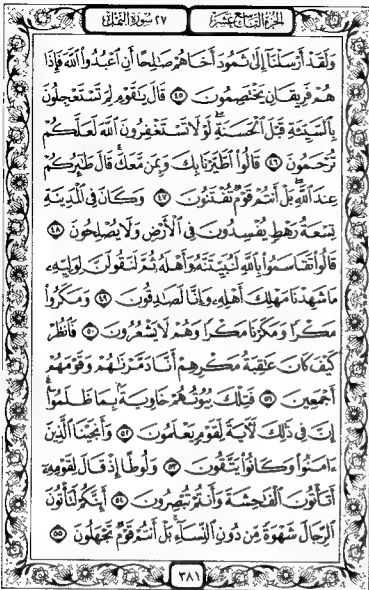 الجزء التاسع عشر ٢٧ سورة النمل
وَلَقَدْ أَرْسَلْنَآ إِلَىٰ ثَمُودَ أَخَاهُمْ صَٰلِحًا أَنِ ٱعْبُدُوا۟ ٱللَّهَ فَإِذَا
هُمْ فَرِيقَانِ يَخْتَصِمُونَ ٤٥ قَالَ يَٰقَوْمِ لِمَ تَسْتَعْجِلُونَ
بِٱلسَّيِّئَةِ قَبْلَ ٱلْحَسَنَةِ ۖ لَوْلَا تَسْتَغْفِرُونَ ٱللَّهَ لَعَلَّكُمْ
تُرْحَمُونَ ٤٦ قَالُوا۟ ٱطَّيَّرْنَا بِكَ وَبِمَن مَّعَكَ ۚ قَالَ طَٰٓئِرُكُمْ
عِندَ ٱللَّهِ ۖ بَلْ أَنتُمْ قَوْمٌ تُفْتَنُونَ ٤٧ وَكَانَ فِى ٱلْمَدِينَةِ
تِسْعَةُ رَهْطٍ يُفْسِدُونَ فِى ٱلْأَرْضِ وَلَا يُصْلِحُونَ ٤٨
قَالُوا۟ تَقَاسَمُوا۟ بِٱللَّهِ لَنُبَيِّتَنَّهُۥ وَأَهْلَهُۥ ثُمَّ لَنَقُولَنَّ لِوَلِيِّهِۦ
مَا شَهِدْنَا مَهْلِكَ أَهْلِهِۦ وَإِنَّا لَصَٰدِقُونَ ٤٩ وَمَكَرُوا۟
مَكْرًا وَمَكَرْنَا مَكْرًا وَهُمْ لَا يَشْعُرُونَ ٥٠ فَٱنظُرْ
كَيْفَ كَانَ عَٰقِبَةُ مَكْرِهِمْ أَنَّا دَمَّرْنَٰهُمْ وَقَوْمَهُمْ
أَجْمَعِينَ ٥١ فَتِلْكَ بُيُوتُهُمْ خَاوِيَةًۢ بِمَا ظَلَمُوٓا۟ ۗ
إِنَّ فِى ذَٰلِكَ لَءَايَةً لِّقَوْمٍ يَعْلَمُونَ ٥٢ وَأَنجَيْنَا ٱلَّذِينَ
ءَامَنُوا۟ وَكَانُوا۟ يَتَّقُونَ ٥٣ وَلُوطًا إِذْ قَالَ لِقَوْمِهِۦٓ
أَتَأْتُونَ ٱلْفَٰحِشَةَ وَأَنتُمْ تُبْصِرُونَ ٥٤ أَئِنَّكُمْ لَتَأْتُونَ
ٱلرِّجَالَ شَهْوَةً مِّن دُونِ ٱلنِّسَآءِ ۚ بَلْ أَنتُمْ قَوْمٌ تَجْهَلُونَ ٥٥
٣٨١